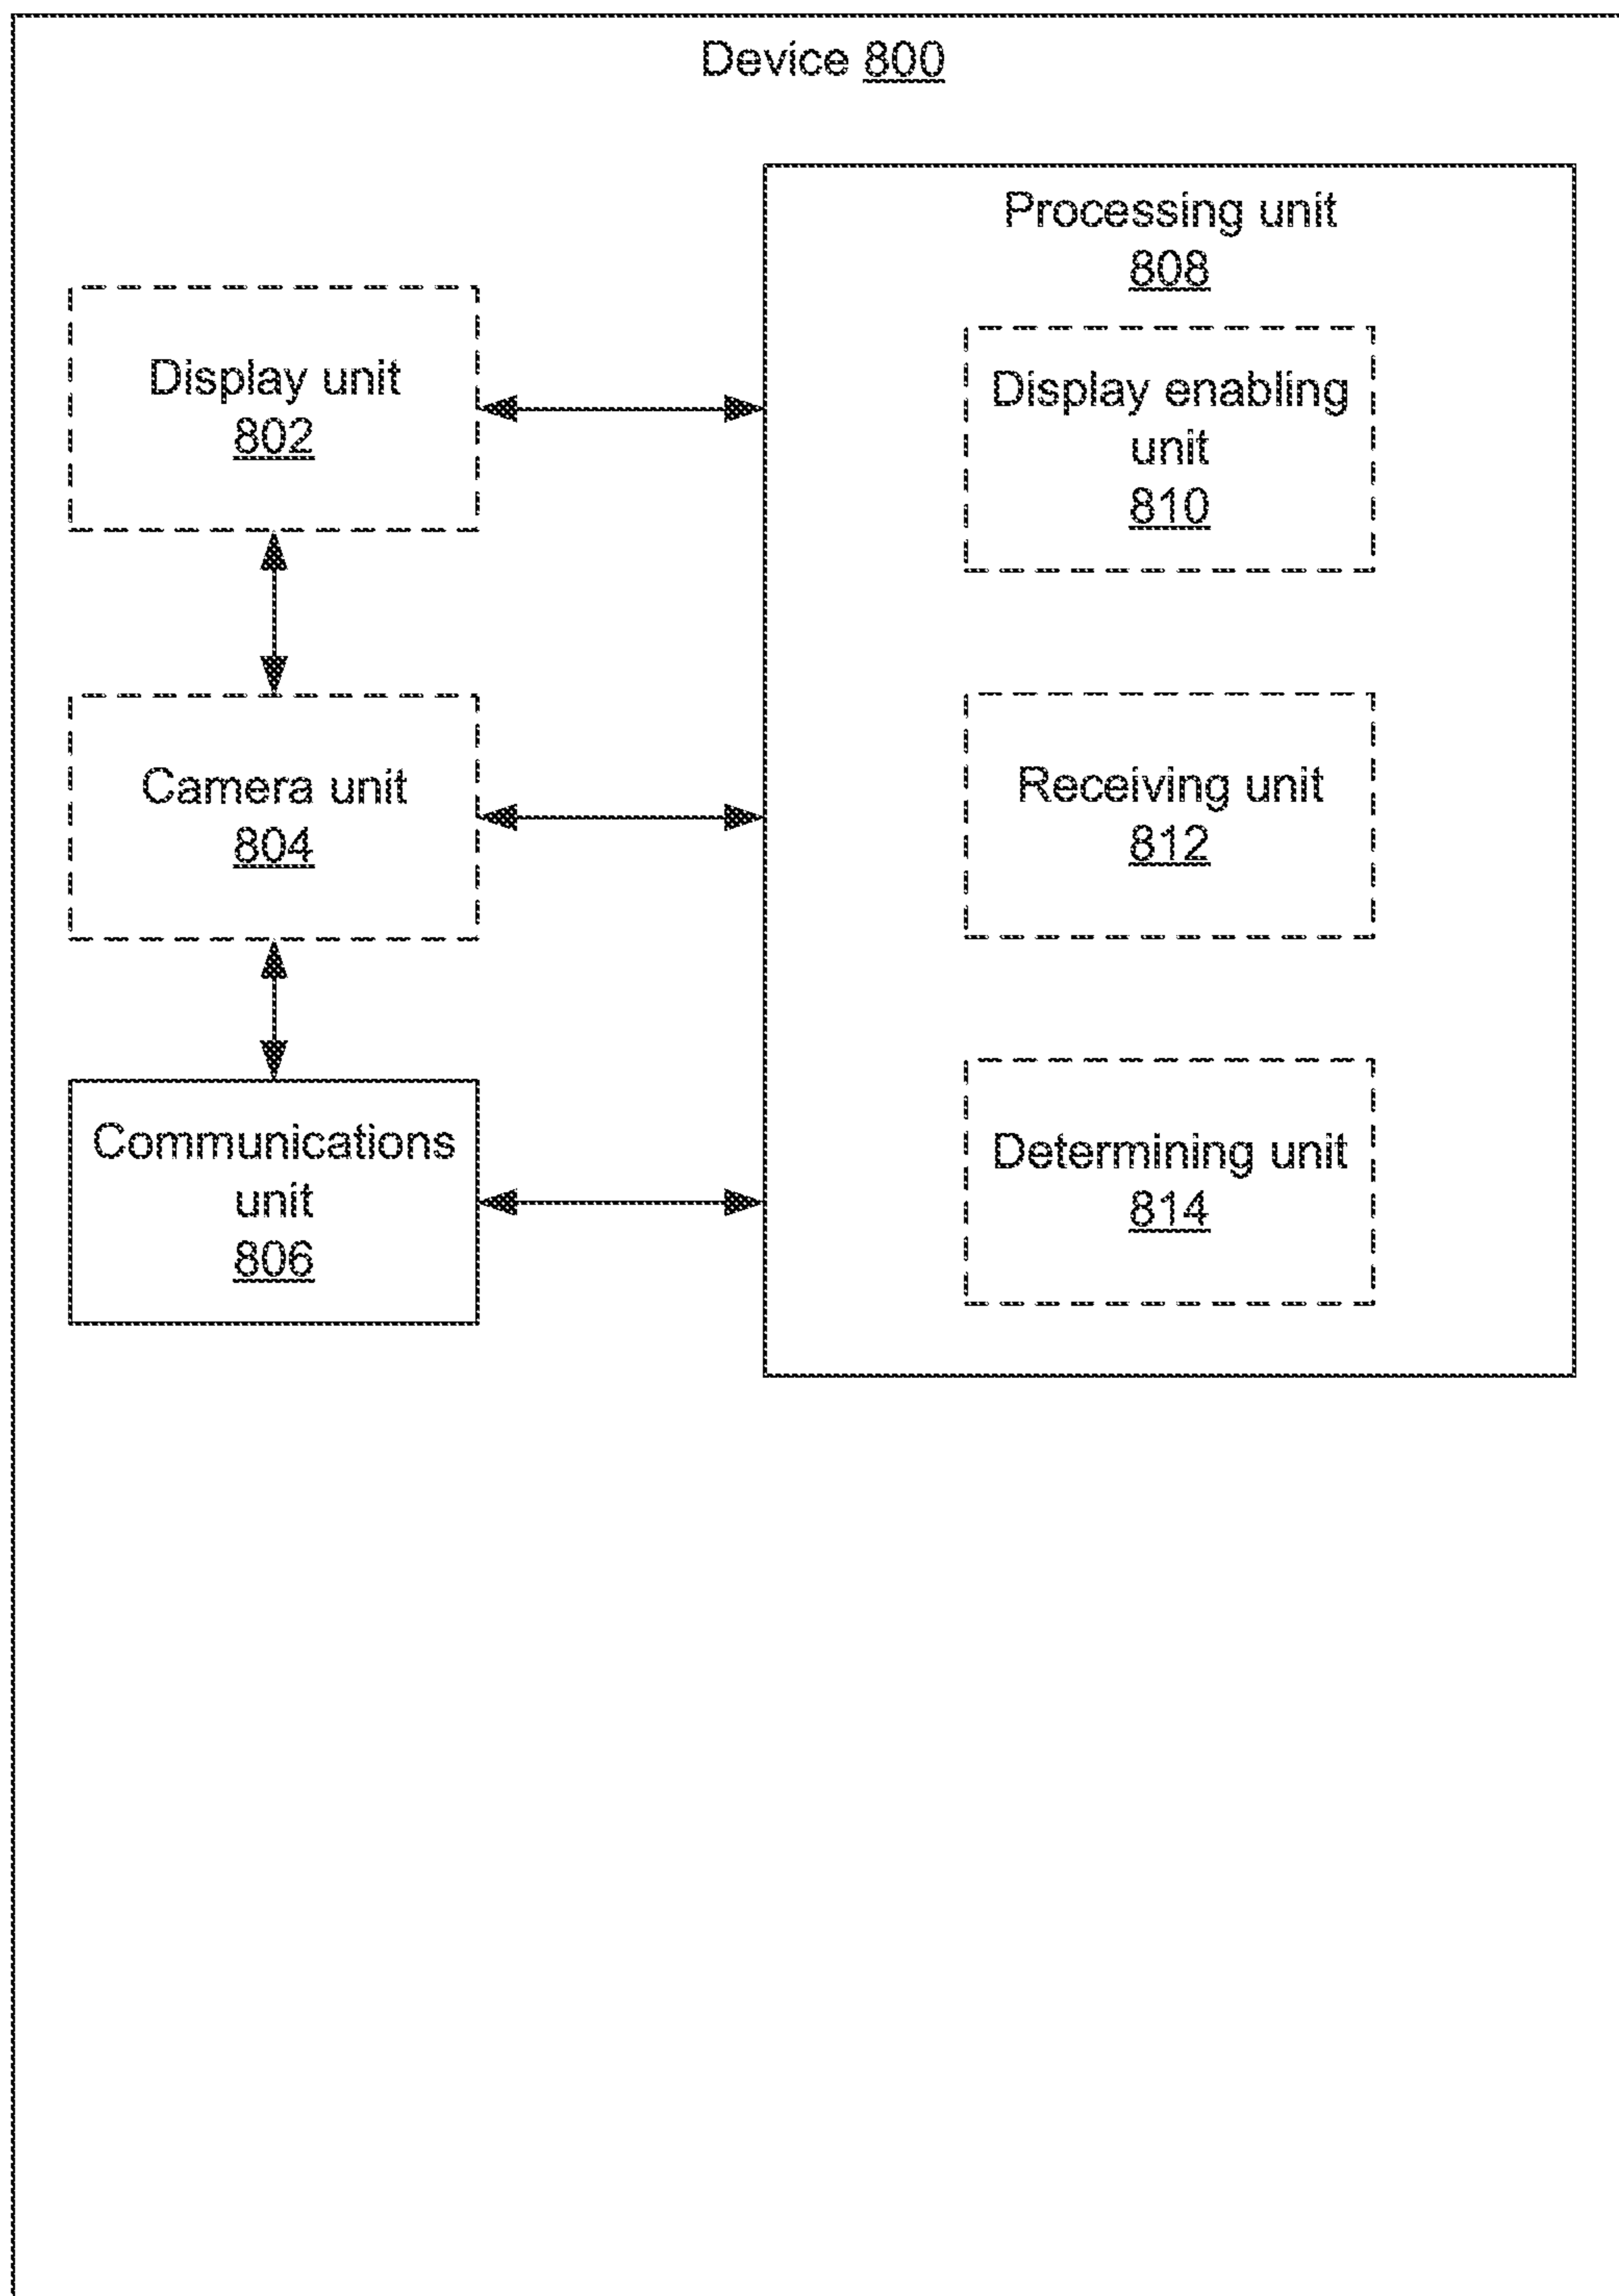 Device 800
Processing unit
808
Display unit
802
Display enabling
unit
810
Camera unit
804
Receiving unit
812
Communications
unit
806
Determining unit
814